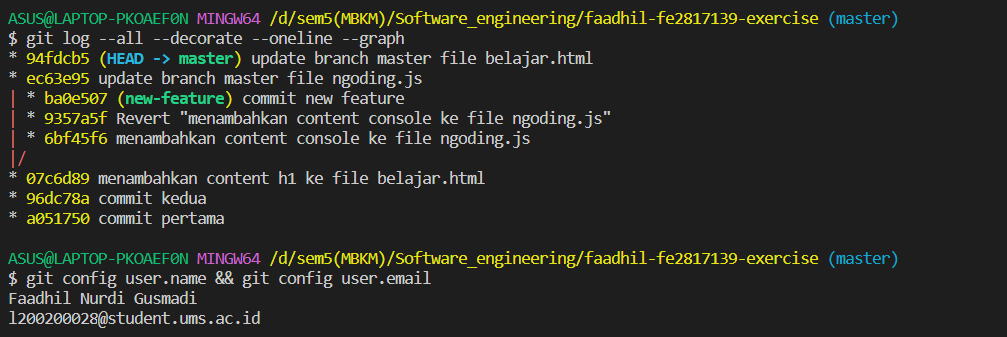 ASUS@LAPTOP-PKOAEF0N MINGW64 /d/sem5(MBKM)/Software_engineering/faadhil-fe2817139-exercise (master)
$ git log --all --decorate --oneline --graph
* 94fdcb5 (HEAD -> master) update branch master file belajar.html
* ec63e95 update branch master file ngoding.js
| * ba0e507 (new-feature) commit new feature
| * 9357a5f Revert "menambahkan content console ke file ngoding.js"
| * 6bf45f6 menambahkan content console ke file ngoding.js
|/
* 07c6d89 menambahkan content h1 ke file belajar.html
* 96dc78a commit kedua
* a051750 commit pertama
ASUS@LAPTOP-PKOAEF0N MINGW64 /d/sem5(MBKM)/Software_engineering/faadhil-fe2817139-exercise (master)
$ git config user.name && git config user.email
Faadhil Nurdi Gusmadi
l200200028@student.ums.ac.id